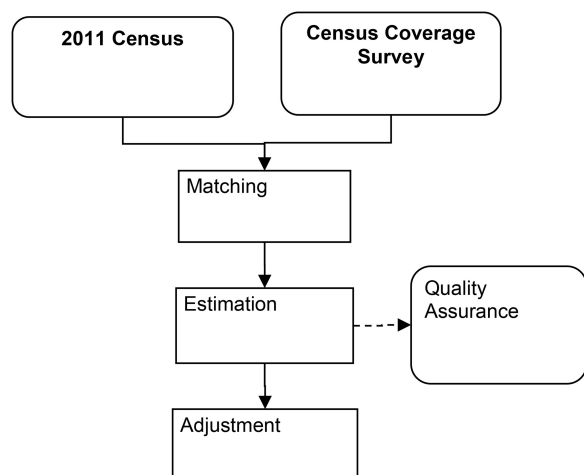 2011 Census
Census Coverage
Survey
Matching
Estimation
Quality
Assurance
Adjustment